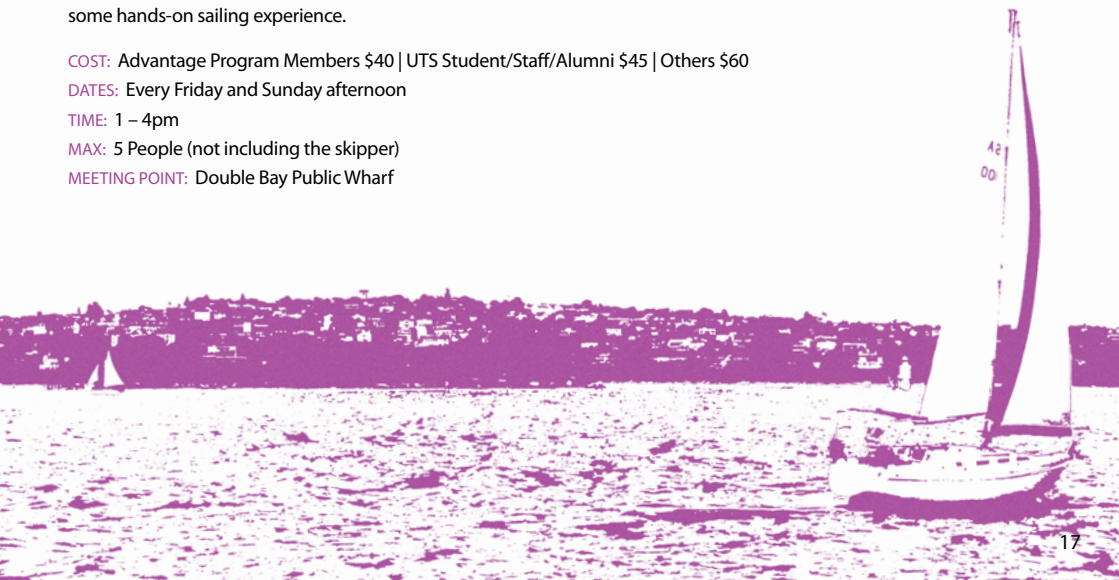 some hands-on sailing experience.
COST: Advantage Program Members $40 | UTS Student/Staff/Alumni $45 | Others $60
DATES: Every Friday and Sunday afternoon
TIME: 1 – 4pm
MAX: 5 People (not including the skipper)
MEETING POINT: Double Bay Public Wharf
17